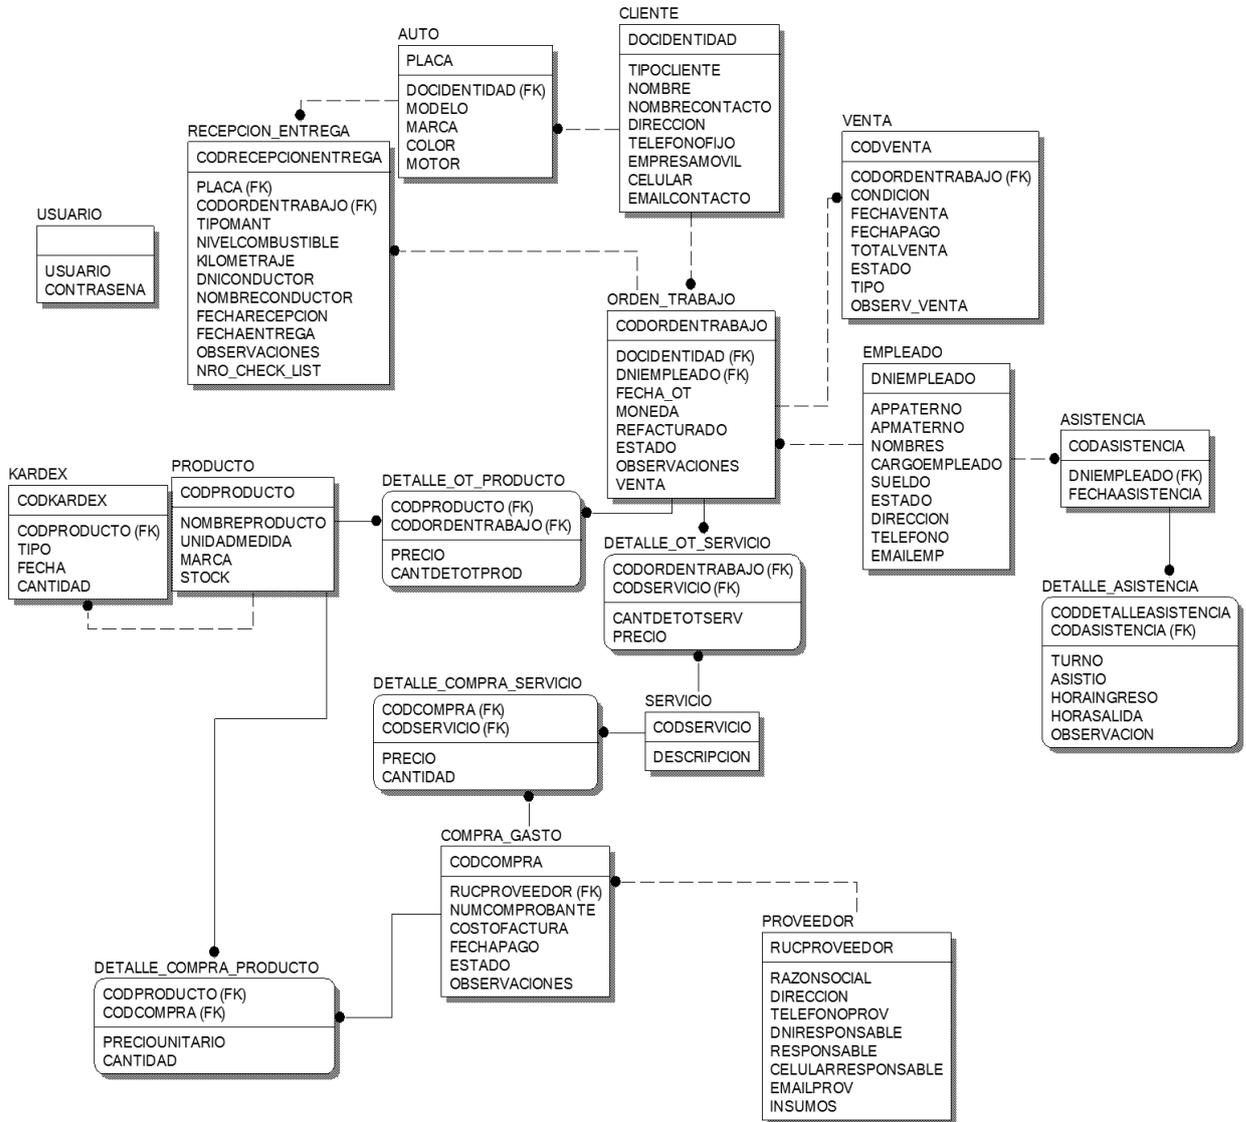 CLIENTE
DOCIDENTIDAD
TIPOCLIENTE
NOMBRE
NOMBRECONTACTO
DIRECCION
TELEFONOFIJO
EMPRESAMOVIL
CELULAR
EMAILCONTACTO
AUTO
PLACA
DOCIDENTIDAD (FK)
MODELO
MARCA
COLOR
MOTOR
VENTA
CODVENTA
CODORDENTRABAJO (FK)
CONDICION
FECHAVENTA
FECHAPAGO
TOTALVENTA
ESTADO
TIPO
OBSERV_VENTA
RECEPCION_ENTREGA
CODRECEPCIONENTREGA
PLACA (FK)
CODORDENTRABAJO (FK)
TIPOMANT
NIVELCOMBUSTIBLE
KILOMETRAJE
DNICONDUCTOR
NOMBRECONDUCTOR
FECHARECEPCION
FECHAENTREGA
OBSERVACIONES
NRO_CHECK_LIST
USUARIO
USUARIO
CONTRASENA
ORDEN_TRABAJO
CODORDENTRABAJO
DOCIDENTIDAD (FK)
DNIEMPLEADO (FK)
FECHA_OT
MONEDA
REFACTURADO
ESTADO
OBSERVACIONES
VENTA
EMPLEADO
DNIEMPLEADO
APPATERNO
APMATERNO
NOMBRES
CARGOEMPLEADO
SUELDO
ESTADO
DIRECCION
TELEFONO
EMAILEMP
ASISTENCIA
CODASISTENCIA
DNIEMPLEADO (FK)
FECHAASISTENCIA
KARDEX
CODKARDEX
CODPRODUCTO (FK)
TIPO
FECHA
CANTIDAD
PRODUCTO
CODPRODUCTO
NOMBREPRODUCTO
UNIDADMEDIDA
MARCA
STOCK
DETALLE_OT_PRODUCTO
CODPRODUCTO (FK)
CODORDENTRABAJO (FK)
PRECIO
CANTDETOTPROD
DETALLE_OT_SERVICIO
CODORDENTRABAJO (FK)
CODSERVICIO (FK)
CANTDETOTSERV
PRECIO
DETALLE_ASISTENCIA
CODDETALLEASISTENCIA
CODASISTENCIA (FK)
TURNO
ASISTIO
HORAINGRESO
HORASALIDA
OBSERVACION
DETALLE_COMPRA_SERVICIO
CODCOMPRA (FK)
CODSERVICIO (FK)
PRECIO
CANTIDAD
SERVICIO
CODSERVICIO
DESCRIPCION
COMPRA_GASTO
CODCOMPRA
RUCPROVEEDOR (FK)
NUMCOMPROBANTE
COSTOFACTURA
FECHAPAGO
ESTADO
OBSERVACIONES
PROVEEDOR
RUCPROVEEDOR
RAZONSOCIAL
DIRECCION
TELEFONOPROV
DNIRESPONSABLE
RESPONSABLE
CELULARRESPONSABLE
EMAILPROV
INSUMOS
DETALLE_COMPRA_PRODUCTO
CODPRODUCTO (FK)
CODCOMPRA (FK)
PRECIOUNITARIO
CANTIDAD